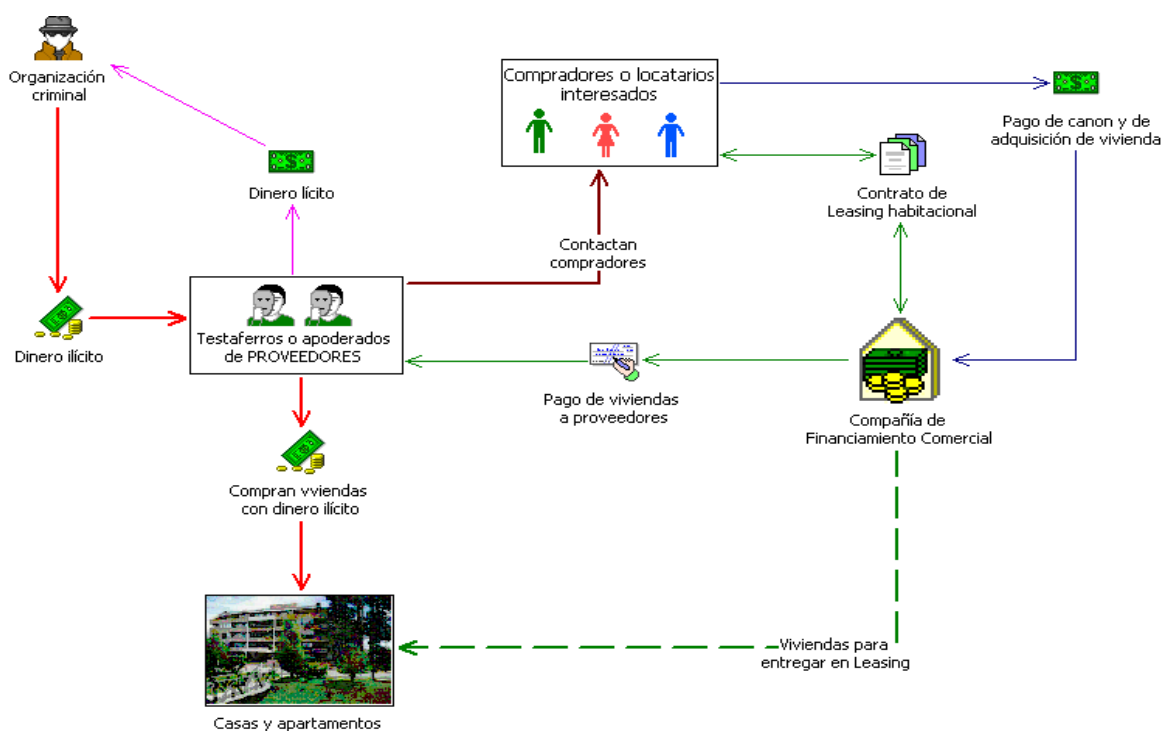 Organización
criminal
Compradores o locatarios
interesados
Pago de canon y de
adquisición de vivienda
Dinero lícito
Contrato de
Leasing habitacional
Contactan
compradores
Dinero ilícito
Testaferros o apoderados
de PROVEEDORES
Pago de viviendas
a proveedores
Compañía de
Financiamiento Comercial
Compran vviendas
con dinero ilícito
Viviendas para
entregar en Leasing
Casas y apartamentos